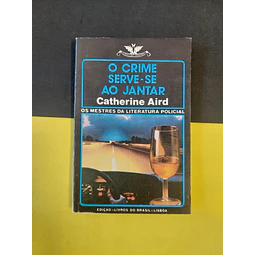 O CRIME
SERVE-SE
AO JANTAR
Catherine Aird
OS MESTRES DA LITERATURA POLICIAL
EDIÇÃO «LIVROS DO BRASIL» LISBOA